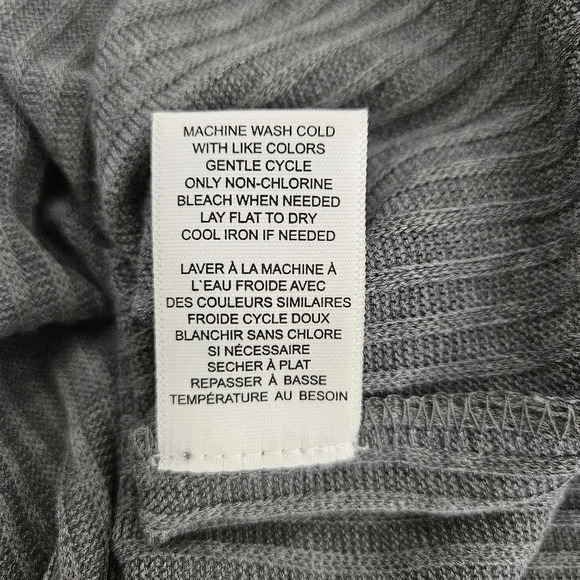 MACHINE WASH COLD
WITH LIKE COLORS
GENTLE CYCLE
ONLY NON-CHLORINE
BLEACH WHEN NEEDED
LAY FLAT TO DRY
COOL IRON IF NEEDED
LAVER À LA MACHINE À
L`EAU FROIDE AVEC
DES COULEURS SIMILAIRES
FROIDE CYCLE DOUX
BLANCHIR SANS CHLORE
SI NÉCESSAIRE
SECHER À PLAT
REPASSER À BASSE
TEMPÉRATURE AU BESOIN